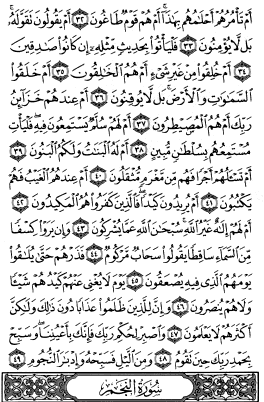 أَمْ تَأْمُرُهُمْ أَحْلَٰمُهُم بِهَٰذَآ ۚ أَمْ هُمْ قَوْمٌ طَاغُونَ ٣٢ أَمْ يَقُولُونَ تَقَوَّلَهُۥ ۚ
بَل لَّا يُؤْمِنُونَ ٣٣ فَلْيَأْتُوا۟ بِحَدِيثٍ مِّثْلِهِۦٓ إِن كَانُوا۟ صَٰدِقِينَ
٣٤ أَمْ خُلِقُوا۟ مِنْ غَيْرِ شَىْءٍ أَمْ هُمُ ٱلْخَٰلِقُونَ ٣٥ أَمْ خَلَقُوا۟
ٱلسَّمَٰوَٰتِ وَٱلْأَرْضَ ۚ بَل لَّا يُوقِنُونَ ٣٦ أَمْ عِندَهُمْ خَزَآئِنُ
رَبِّكَ أَمْ هُمُ ٱلْمُصَۣيْطِرُونَ ٣٧ أَمْ لَهُمْ سُلَّمٌ يَسْتَمِعُونَ فِيهِ ۖ فَلْيَأْتِ
مُسْتَمِعُهُم بِسُلْطَٰنٍ مُّبِينٍ ٣٨ أَمْ لَهُ ٱلْبَنَٰتُ وَلَكُمُ ٱلْبَنُونَ ٣٩
أَمْ تَسْـَٔلُهُمْ أَجْرًا فَهُم مِّن مَّغْرَمٍ مُّثْقَلُونَ ٤٠ أَمْ عِندَهُمُ ٱلْغَيْبُ فَهُمْ
يَكْتُبُونَ ٤١ أَمْ يُرِيدُونَ كَيْدًا ۖ فَٱلَّذِينَ كَفَرُوا۟ هُمُ ٱلْمَكِيدُونَ ٤٢
أَمْ لَهُمْ إِلَٰهٌ غَيْرُ ٱللَّهِ ۚ سُبْحَٰنَ ٱللَّهِ عَمَّا يُشْرِكُونَ ٤٣ وَإِن يَرَوْا۟ كِسْفًا
مِّنَ ٱلسَّمَآءِ سَاقِطًا يَقُولُوا۟ سَحَابٌ مَّرْكُومٌ ٤٤ فَذَرْهُمْ حَتَّىٰ يُلَٰقُوا۟
يَوْمَهُمُ ٱلَّذِى فِيهِ يُصْعَقُونَ ٤٥ يَوْمَ لَا يُغْنِى عَنْهُمْ كَيْدُهُمْ شَيْـًٔا
وَلَا هُمْ يُنصَرُونَ ٤٦ وَإِنَّ لِلَّذِينَ ظَلَمُوا۟ عَذَابًا دُونَ ذَٰلِكَ وَلَٰكِنَّ
أَكْثَرَهُمْ لَا يَعْلَمُونَ ٤٧ وَٱصْبِرْ لِحُكْمِ رَبِّكَ فَإِنَّكَ بِأَعْيُنِنَا ۖ وَسَبِّحْ
بِحَمْدِ رَبِّكَ حِينَ تَقُومُ ٤٨ وَمِنَ ٱلَّيْلِ فَسَبِّحْهُ وَإِدْبَٰرَ ٱلنُّجُومِ ٤٩
سُورَةُ ٱلنَّجْمِ